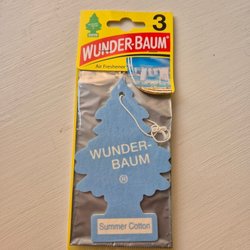 3
WUNDER-BAUM
Air Freshener
WUNDER-
BAUM
®
Summer Cotton